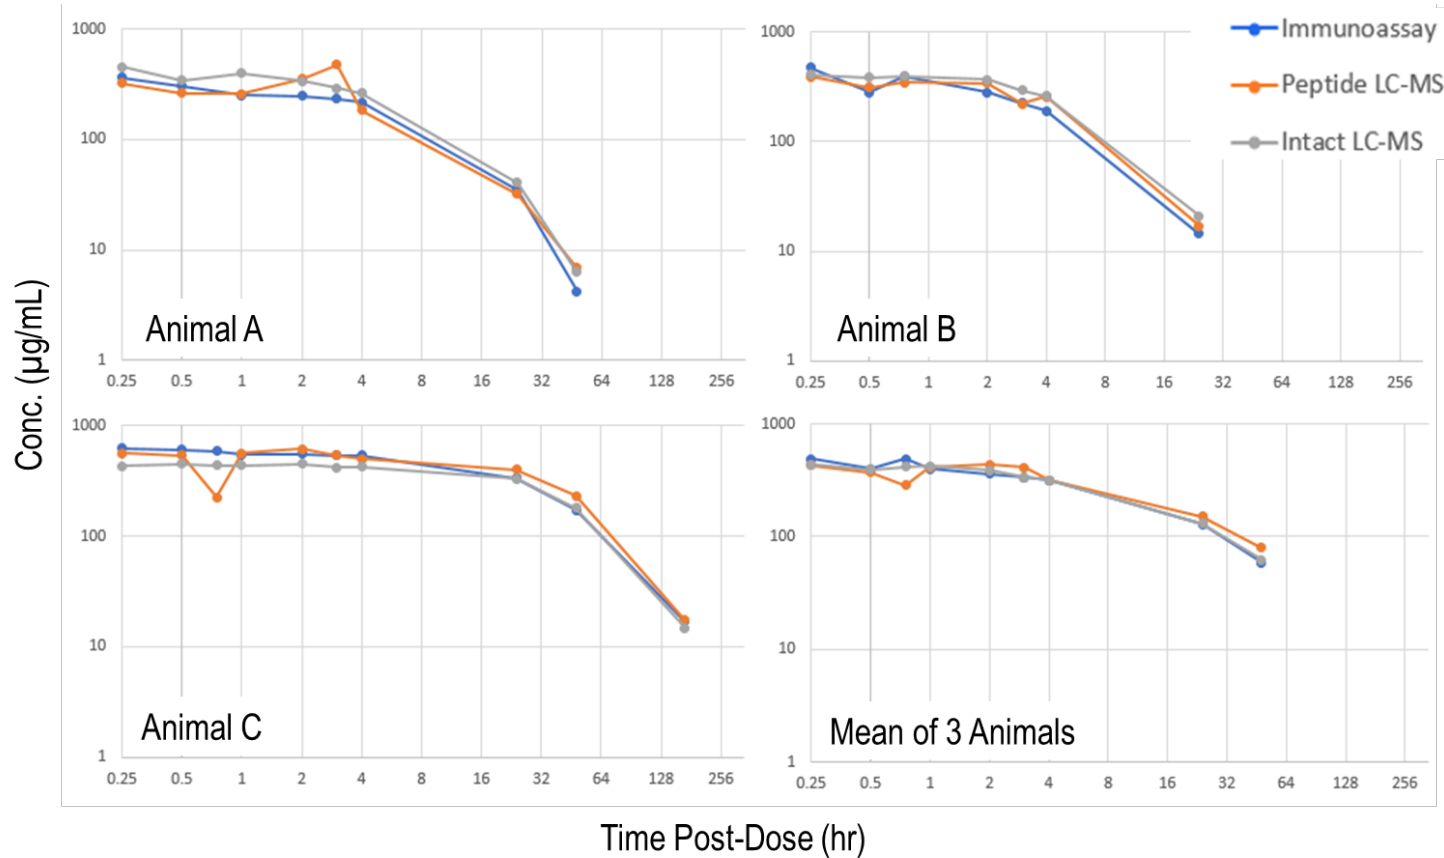 Conc. (µg/mL)
1000
100
10
1
0.25 0.5 1 2 4 8 16 32 64 128 256
Animal A
1000
100
10
1
0.25 0.5 1 2 4 8 16 32 64 128 256
Animal B
Immunoassay
Peptide LC-MS
Intact LC-MS
1000
100
10
1
0.25 0.5 1 2 4 8 16 32 64 128 256
Animal C
1000
100
10
1
0.25 0.5 1 2 4 8 16 32 64 128 256
Mean of 3 Animals
Time Post-Dose (hr)